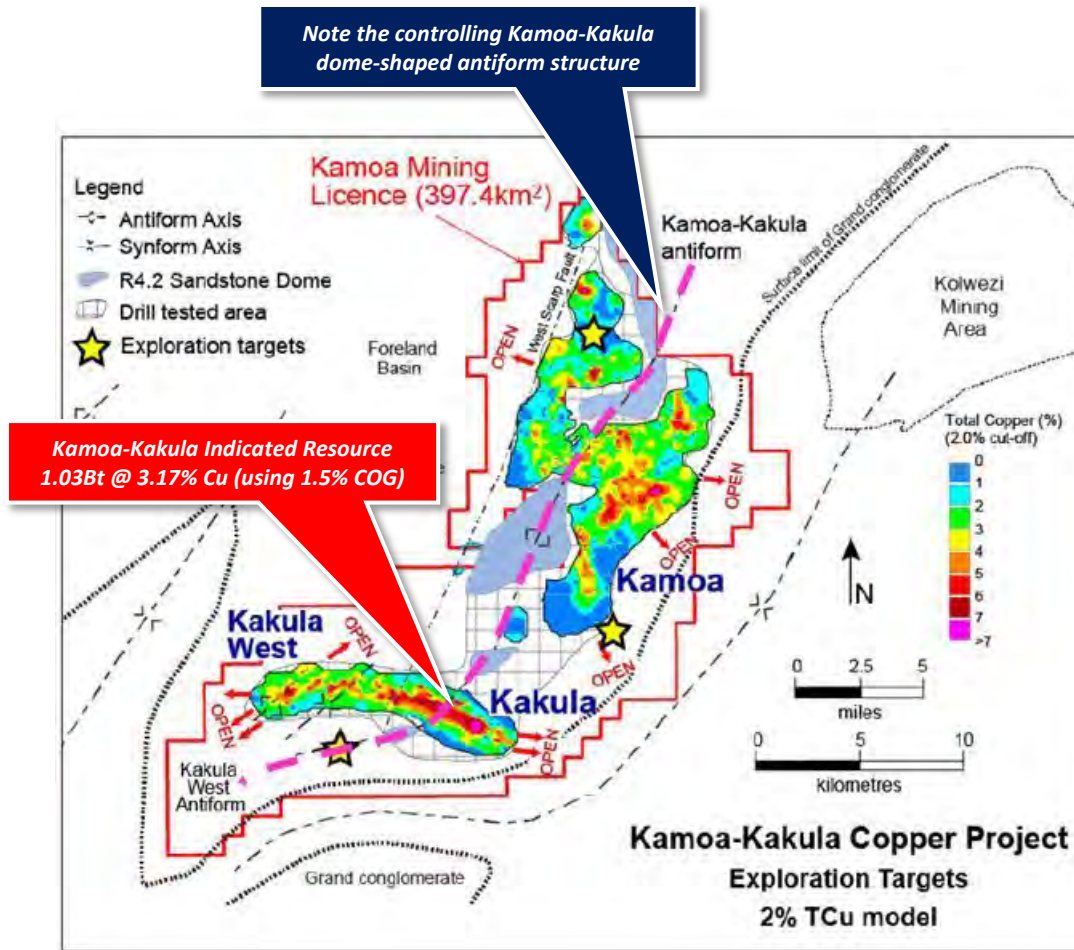 Note the controlling Kamoa-Kakula
dome-shaped antiform structure
Kamoa Mining
Licence (397.4km²)
Legend
Antiform Axis
Synform Axis
R4.2 Sandstone Dome
Drill tested area
Exploration targets
Kamoa-Kakula
antiform
Surface limit of Grand conglomerate
Kolwezi
Mining
Area
West Scarp Fault
Foreland
Basin
OPEN
Total Copper (%)
(2.0% cut-off)
0
1
2
3
4
5
6
7
>7
Kamoa-Kakula Indicated Resource
1.03Bt @ 3.17% Cu (using 1.5% COG)
OPEN
OPEN
Kamoa
N
Kakula
West
OPEN
OPEN
Kakula
OPEN
OPEN
Kakula
West
Antiform
0 2.5 5
miles
0 5 10
kilometres
Grand conglomerate
Kamoa-Kakula Copper Project
Exploration Targets
2% TCu model